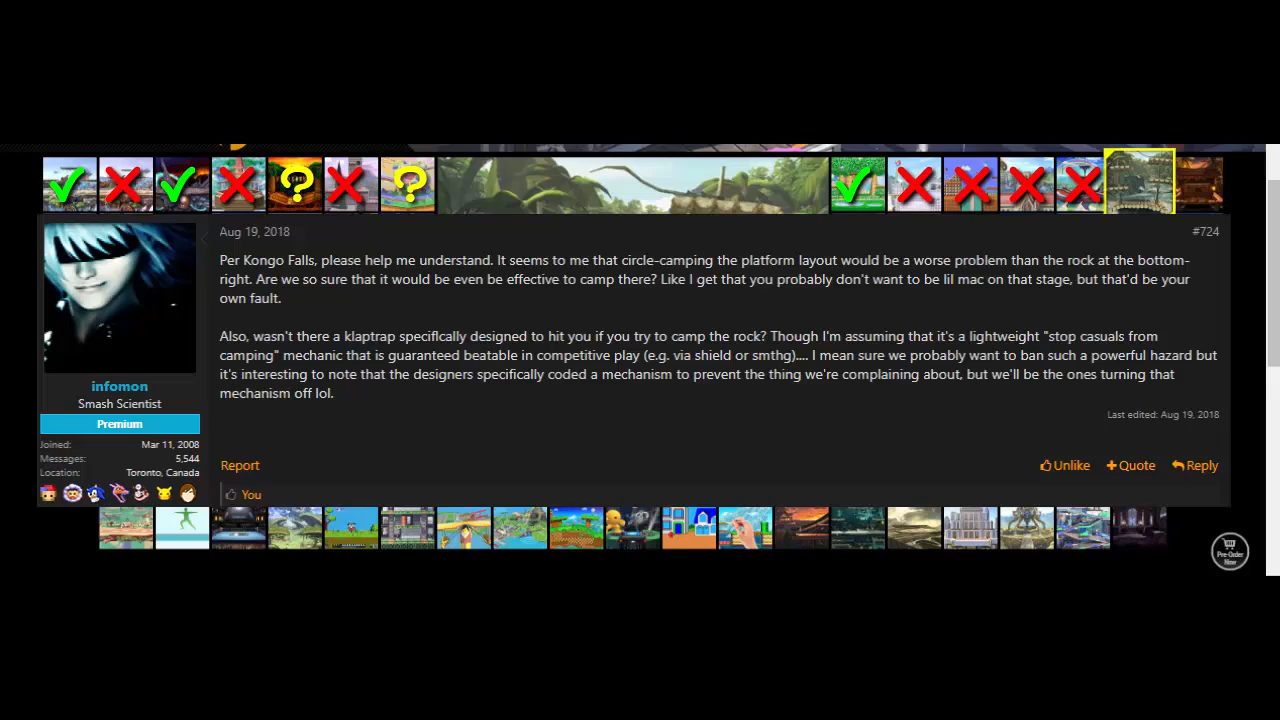 Aug 19, 2018
#724
Per Kongo Falls, please help me understand. It seems to me that circle-camping the platform layout would be a worse problem than the rock at the bottom-
right. Are we so sure that it would be even be effective to camp there? Like I get that you probably don't want to be lil mac on that stage, but that'd be your
own fault.
Also, wasn't there a klaptrap specifIcally designed to hit you if you try to camp the rock? Though I'm assuming that it's a lightweight "stop casuals from
camping" mechanic that is guaranteed beatable in competitive play (e.g. via shield or smthg).... I mean sure we probably want to ban such a powerful hazard but
it's interesting to note that the designers specifically coded a mechanism to prevent the thing we're complaining about, but we'll be the ones turning that
mechanism off lol.
Last edited: Aug 19, 2018
infomon
Smash Scientist
Premium
Joined: Mar 11, 2008
Messages: 5,544
Location: Toronto, Canada
Report
Unlike
+Quote
Reply
You
Pre-Order
Now